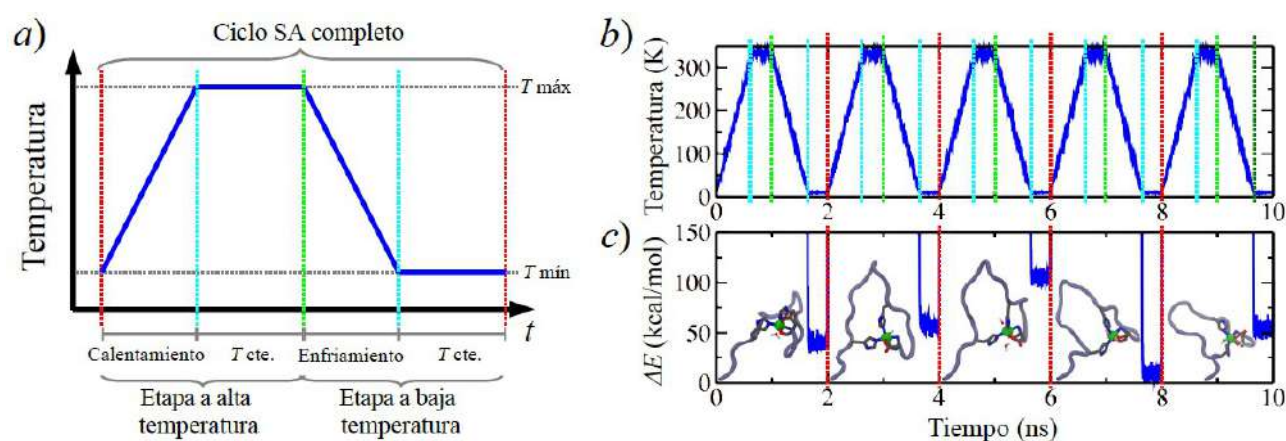 a)
Ciclo SA completo
Temperatura
T máx
T mín
t
Calentamiento
T cte.
Enfriamiento
T cte.
Etapa a alta
temperatura
Etapa a baja
temperatura
b)
Temperatura (K)
300
200
100
0
0 2 4 6 8 10
c)
ΔE (kcal/mol)
150
100
50
0
0 2 4 6 8 10
Tiempo (ns)